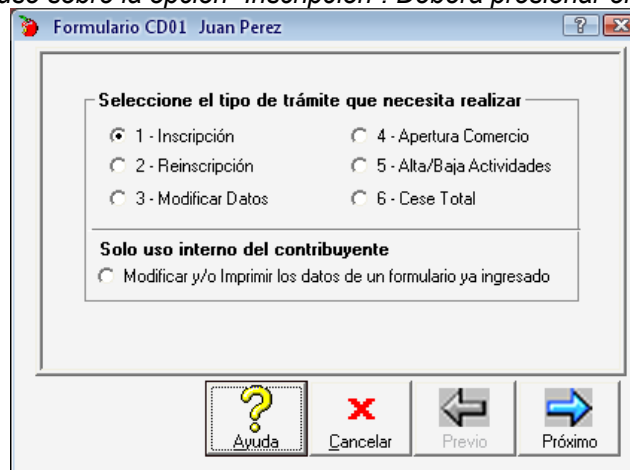 sobre la opción "Inscripción". Deberá presionar
Formulario CD01 Juan Perez
Seleccione el tipo de trámite que necesita realizar
1 - Inscripción
4 - Apertura Comercio
2 - Reinscripción
5 - Alta/Baja Actividades
3 - Modificar Datos
6 - Cese Total
Solo uso interno del contribuyente
Modificar y/o Imprimir los datos de un formulario ya ingresado
Ayuda
Cancelar
Previo
Próximo